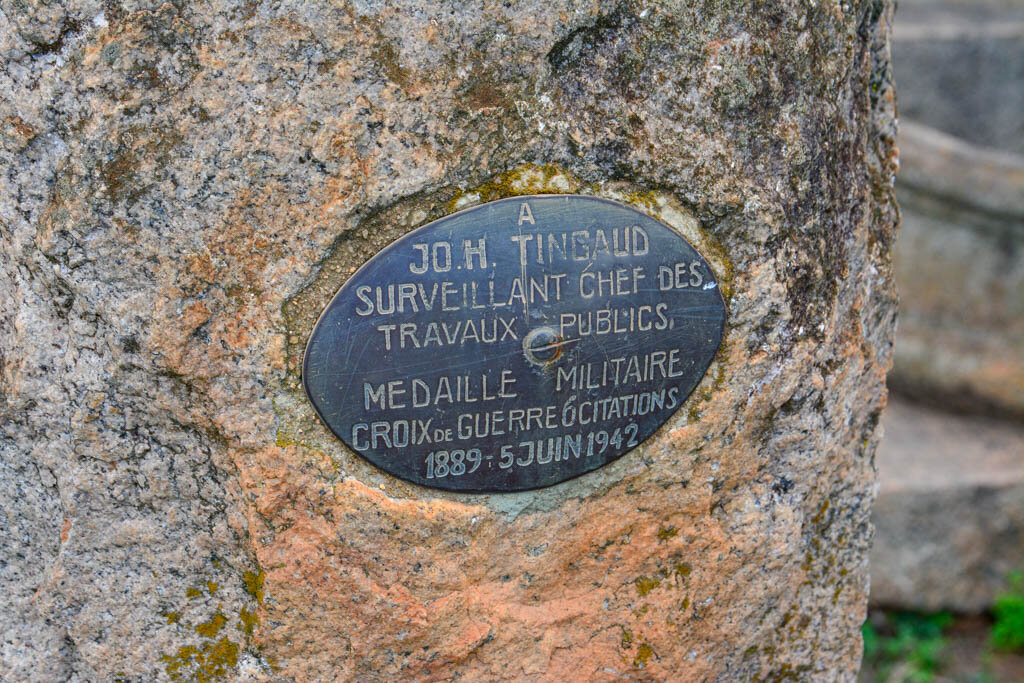 A
JO.H. TINGAUD
SURVEILLANT CHEF DES
TRAVAUX PUBLICS.
MEDAILLE MILITAIRE
CROIX DE GUERRE 6 CITATIONS
1889-5 JUIN 1942